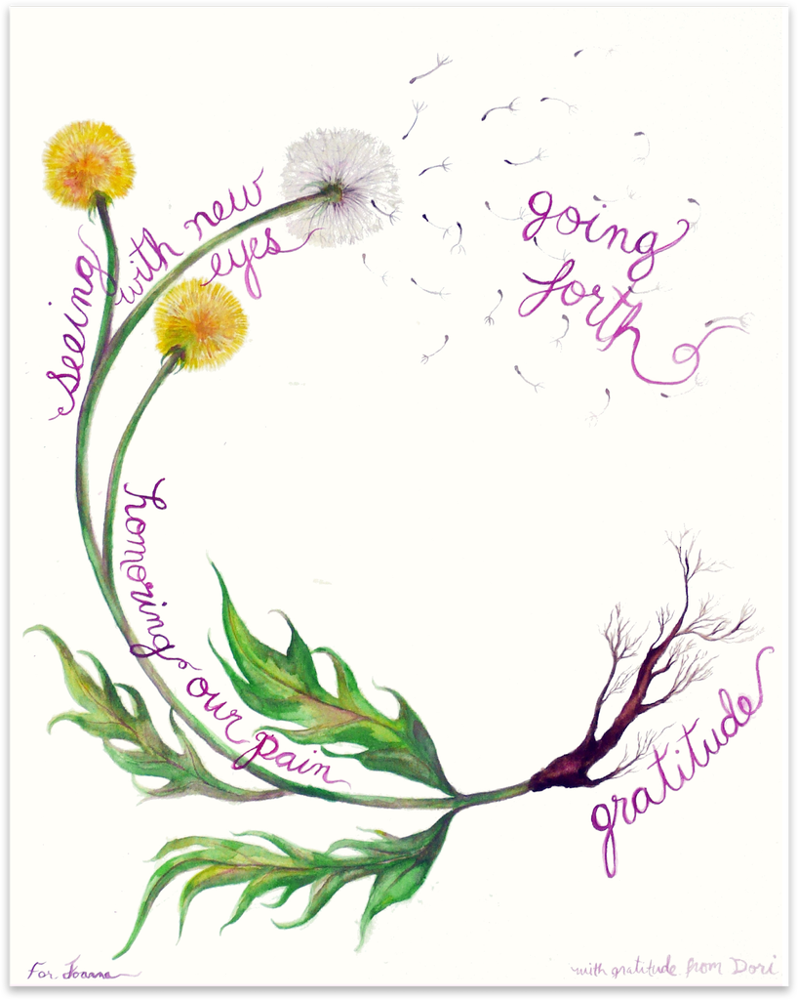 seeing with new eyes
going
forth
honoring our pain
gratitude
For Joanna
with gratitude from Dori